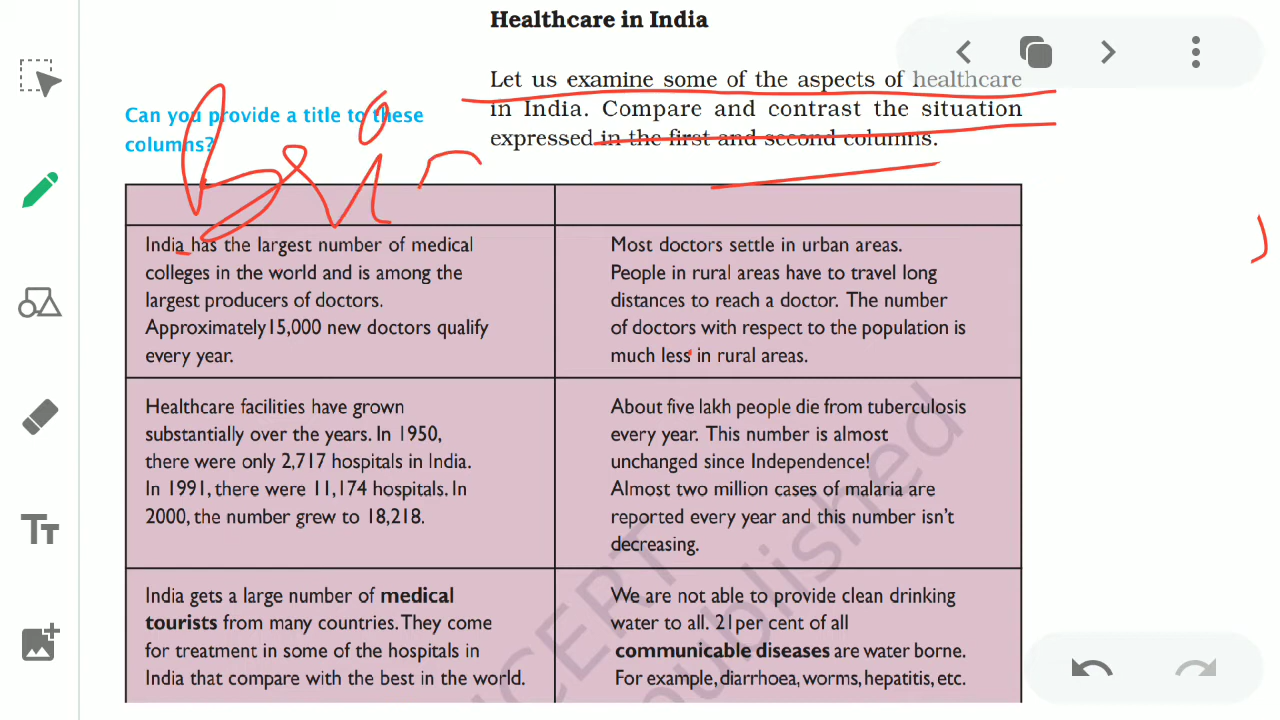 Healthcare in India
Let us examine some of the aspects of healthcare
in India. Compare and contrast the situation
expressed in the first and second columns.
Can you provide a title to these
columns?
India has the largest number of medical
colleges in the world and is among the
largest producers of doctors.
Approximately 15,000 new doctors qualify
every year.
Most doctors settle in urban areas.
People in rural areas have to travel long
distances to reach a doctor. The number
of doctors with respect to the population is
much less in rural areas.
Healthcare facilities have grown
substantially over the years. In 1950,
there were only 2,717 hospitals in India.
In 1991, there were 11,174 hospitals. In
2000, the number grew to 18,218.
About five lakh people die from tuberculosis
every year. This number is almost
unchanged since Independence!
Almost two million cases of malaria are
reported every year and this number isn't
decreasing.
India gets a large number of medical
tourists from many countries. They come
for treatment in some of the hospitals in
India that compare with the best in the world.
We are not able to provide clean drinking
water to all. 21 per cent of all
communicable diseases are water borne.
For example, diarrhoea, worms, hepatitis, etc.
NCERT
published
Tт